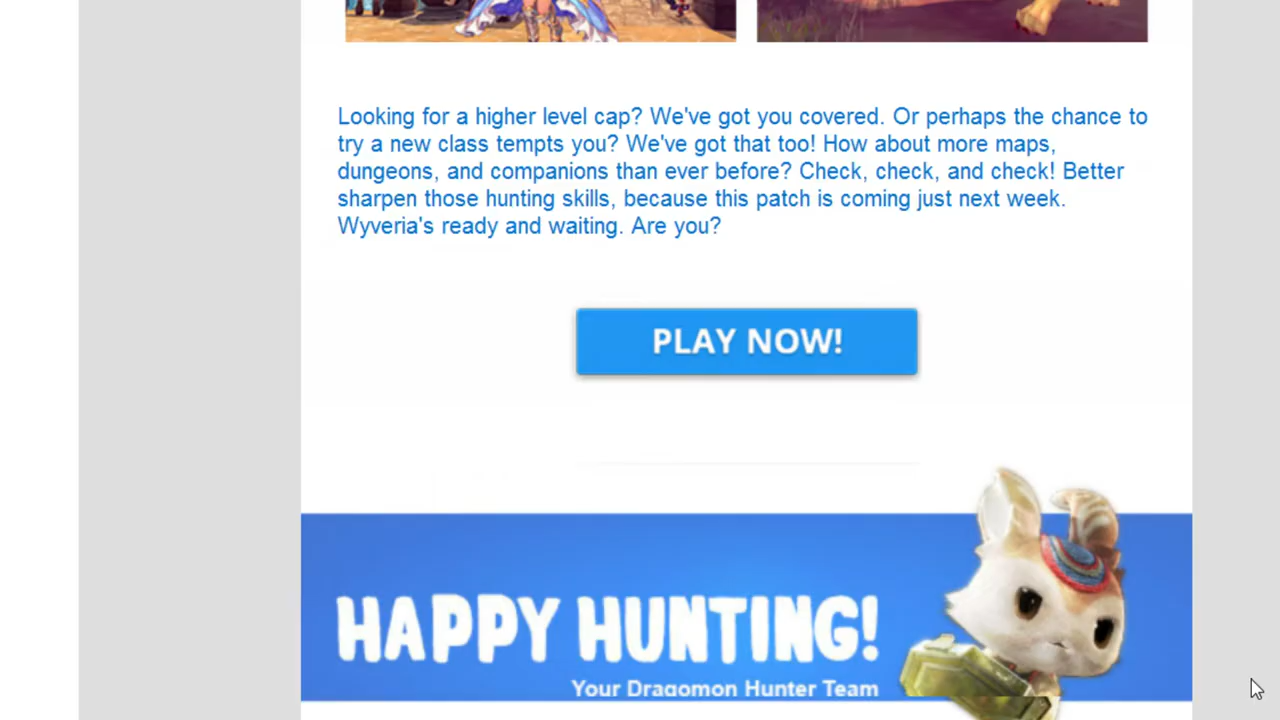 Looking for a higher level cap? We've got you covered. Or perhaps the chance to
try a new class tempts you? We've got that too! How about more maps,
dungeons, and companions than ever before? Check, check, and check! Better
sharpen those hunting skills, because this patch is coming just next week.
Wyveria's ready and waiting. Are you?
PLAY NOW!
HAPPY HUNTING!
Your Dragomon Hunter Team